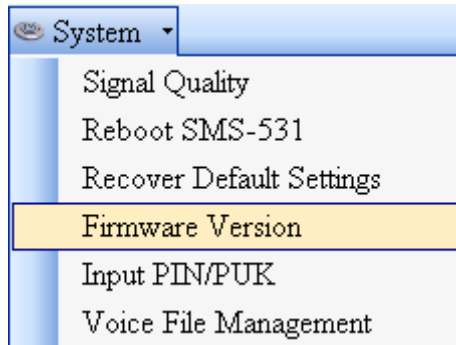 System
Signal Quality
Reboot SMS-531
Recover Default Settings
Firmware Version
Input PIN/PUK
Voice File Management